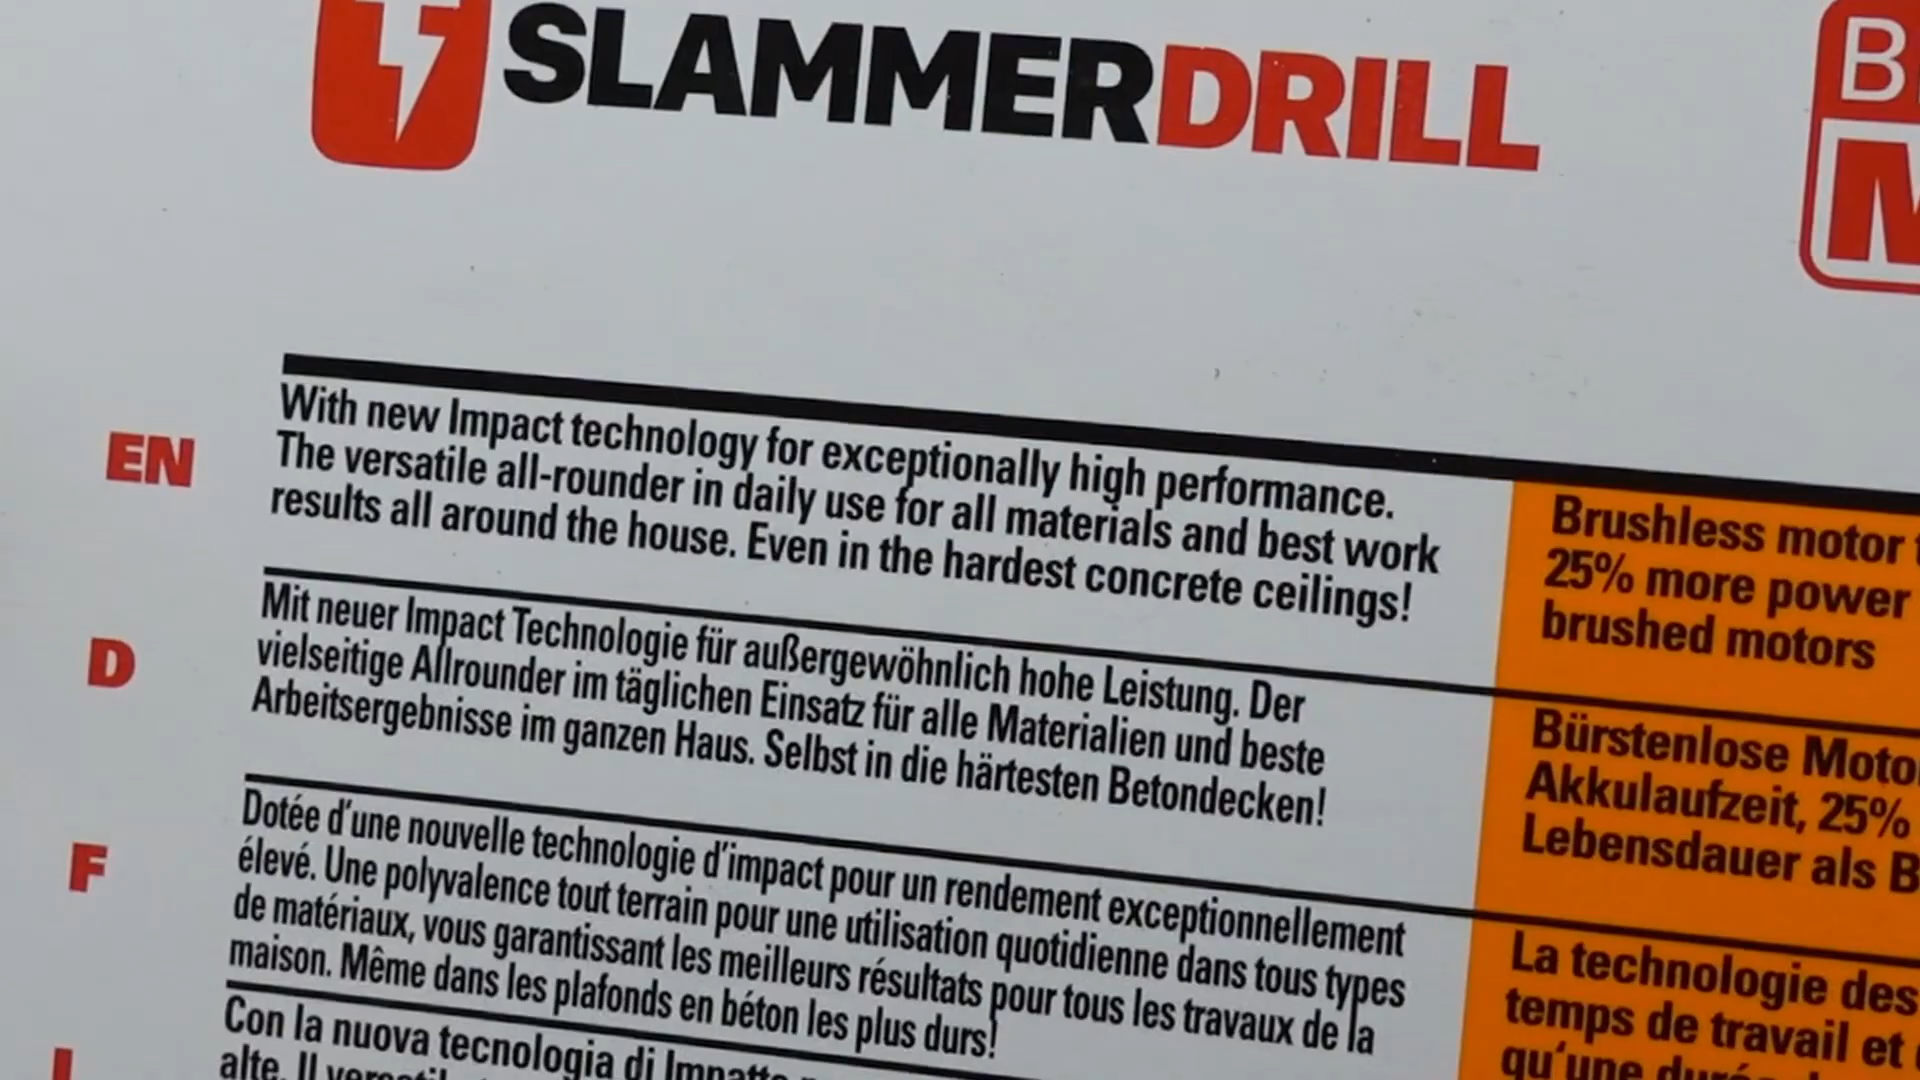 SLAMMERDRILL
EN
With new Impact technology for exceptionally high performance.
The versatile all-rounder in daily use for all materials and best work
results all around the house. Even in the hardest concrete ceilings!
Brushless motor
25% more power
brushed motors
D
Mit neuer Impact Technologie für außergewöhnlich hohe Leistung. Der
vielseitige Allrounder im täglichen Einsatz für alle Materialien und beste
Arbeitsergebnisse im ganzen Haus. Selbst in die härtesten Betondecken!
Bürstenlose
Akkulaufzeit, 25%
Lebensdauer als
F
Dotée d'une nouvelle technologie d'impact pour un rendement exceptionnellement
élevé. Une polyvalence tout terrain pour une utilisation quotidienne dans tous types
de matériaux, vous garantissant les meilleurs résultats pour tous les travaux de la
maison. Même dans les plafonds en béton les plus durs!
La technologie des
temps de travail et
qu'une
I
Con la nuova tecnologia di
alte. Il